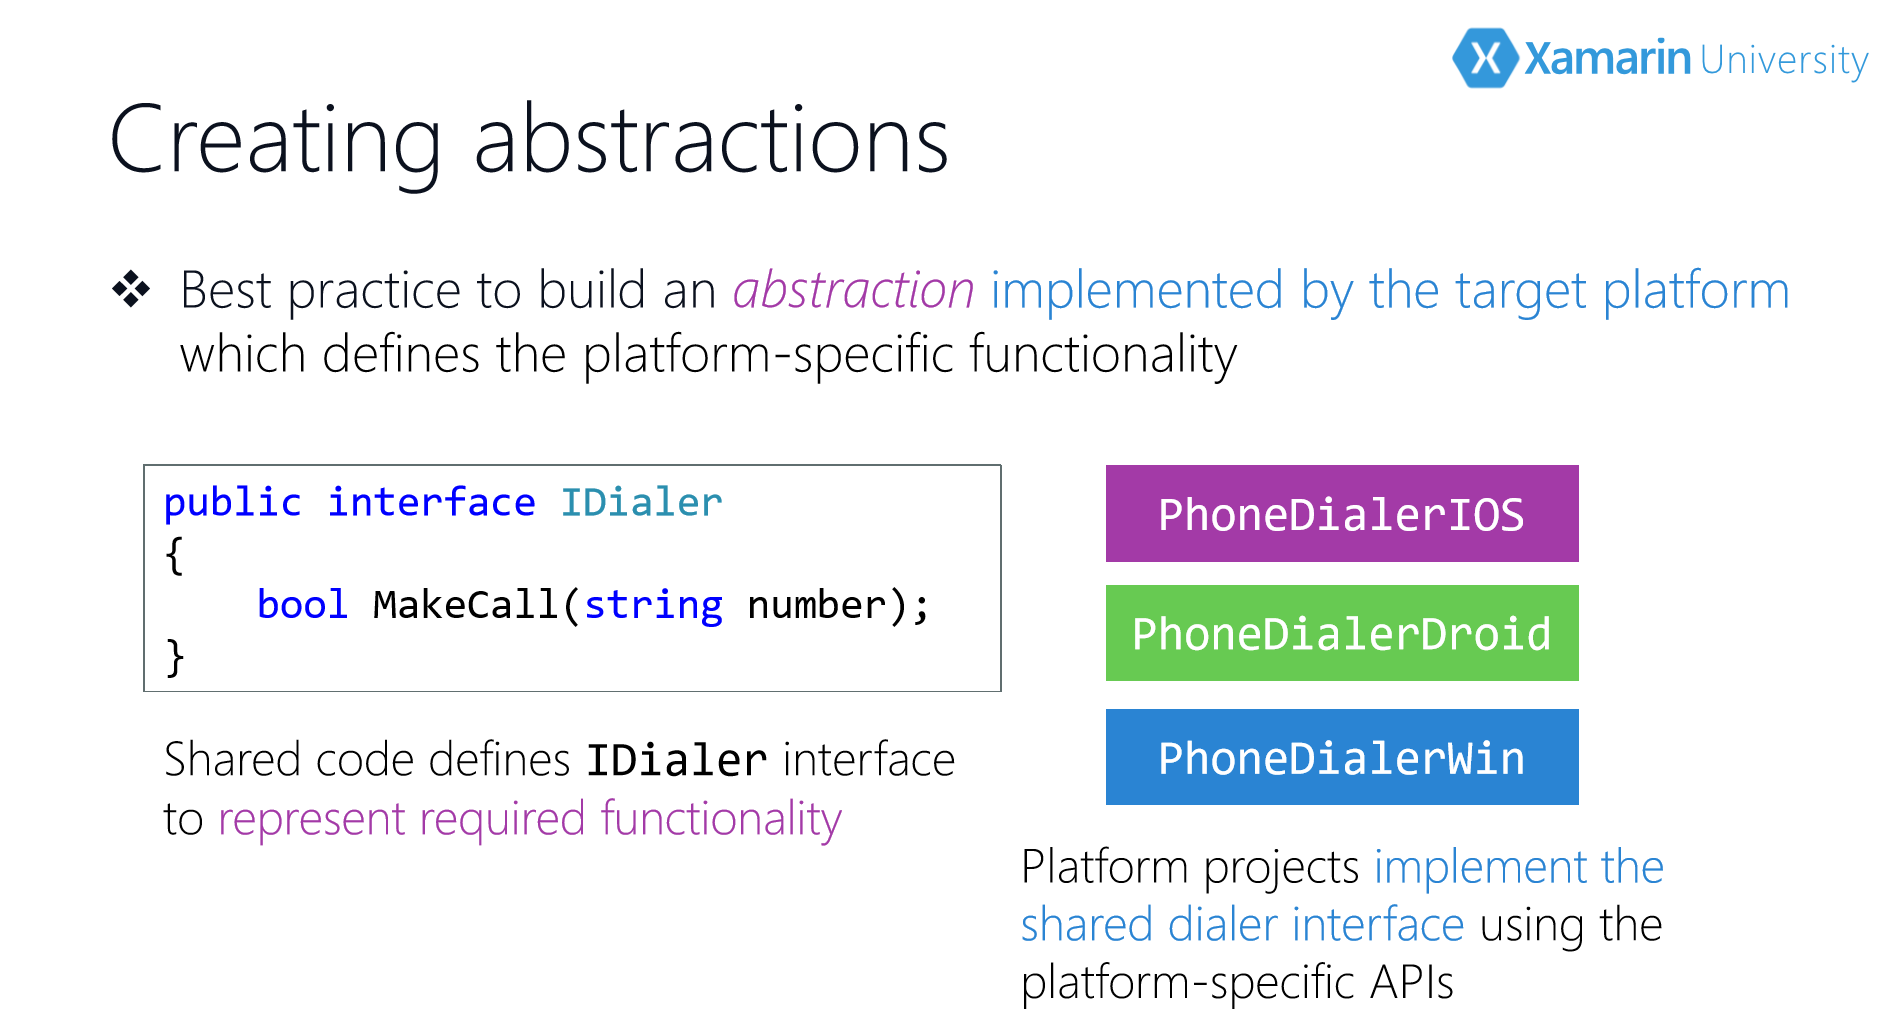 Xamarin University
Creating abstractions
❖ Best practice to build an abstraction implemented by the target platform
which defines the platform-specific functionality
public interface IDialer
{
    bool MakeCall(string number);
}
Shared code defines IDialer interface
to represent required functionality
PhoneDialerIOS
PhoneDialerDroid
PhoneDialerWin
Platform projects implement the
shared dialer interface using the
platform-specific APIs